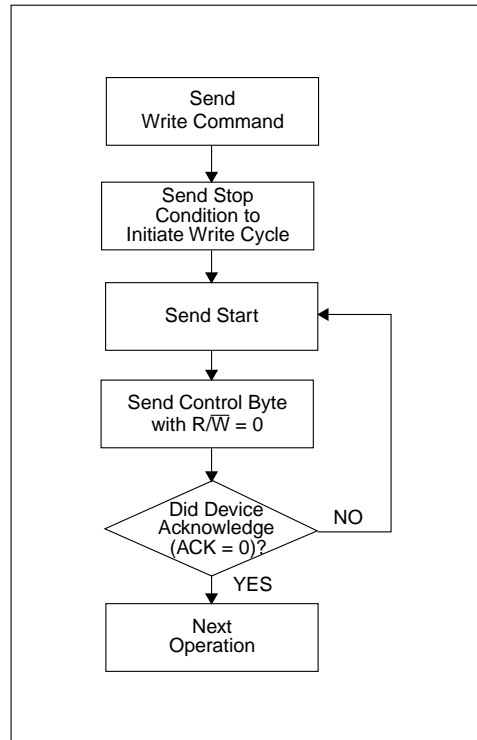 Send
Write Command
Send Stop
Condition to
Initiate Write Cycle
Send Start
Send Control Byte
with R/W̅ = 0
Did Device
Acknowledge
(ACK = 0)?
NO
YES
Next
Operation